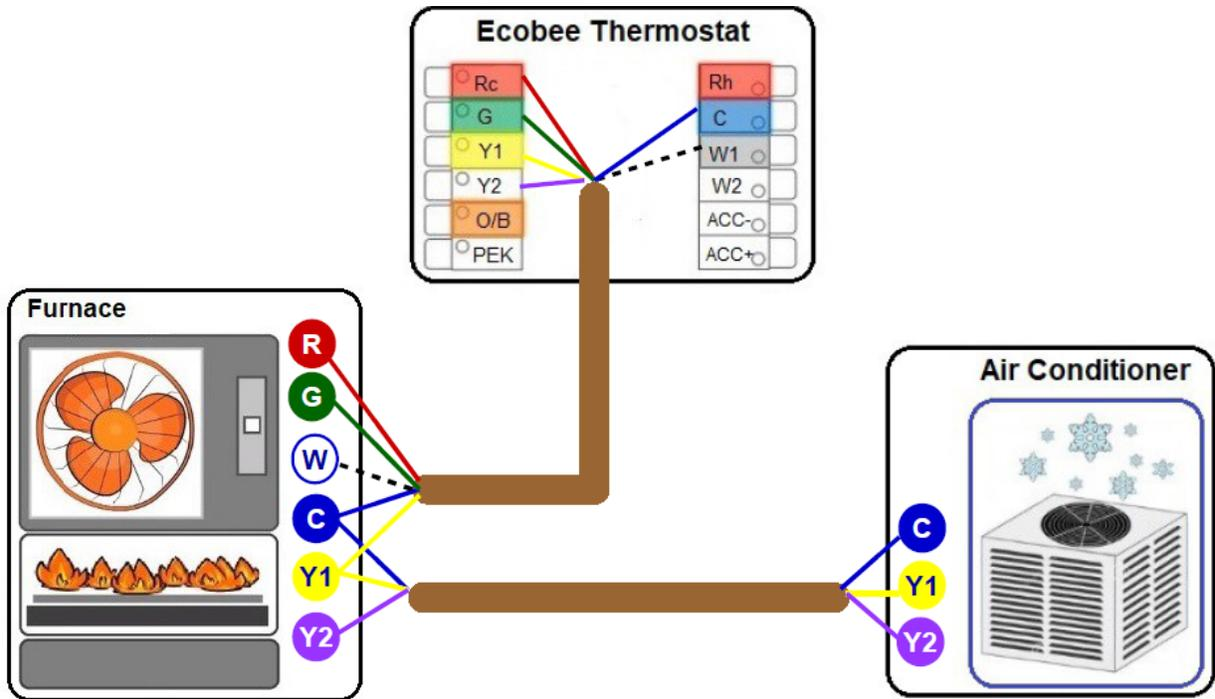 Ecobee Thermostat
Rc
G
Y1
Y2
O/B
PEK
Rh
C
W1
W2
ACC-
ACC+
Furnace
R
G
W
C
Y1
Y2
Air Conditioner
C
Y1
Y2